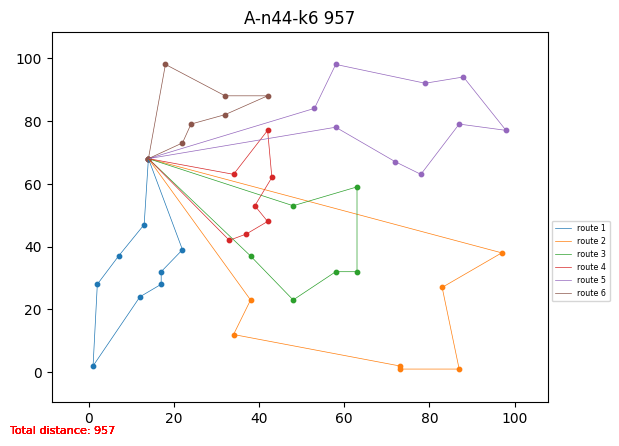 A-n44-k6 957
100
80
60
40
20
0
0 20 40 60 80 100
route 1
route 2
route 3
route 4
route 5
route 6
Total distance: 957